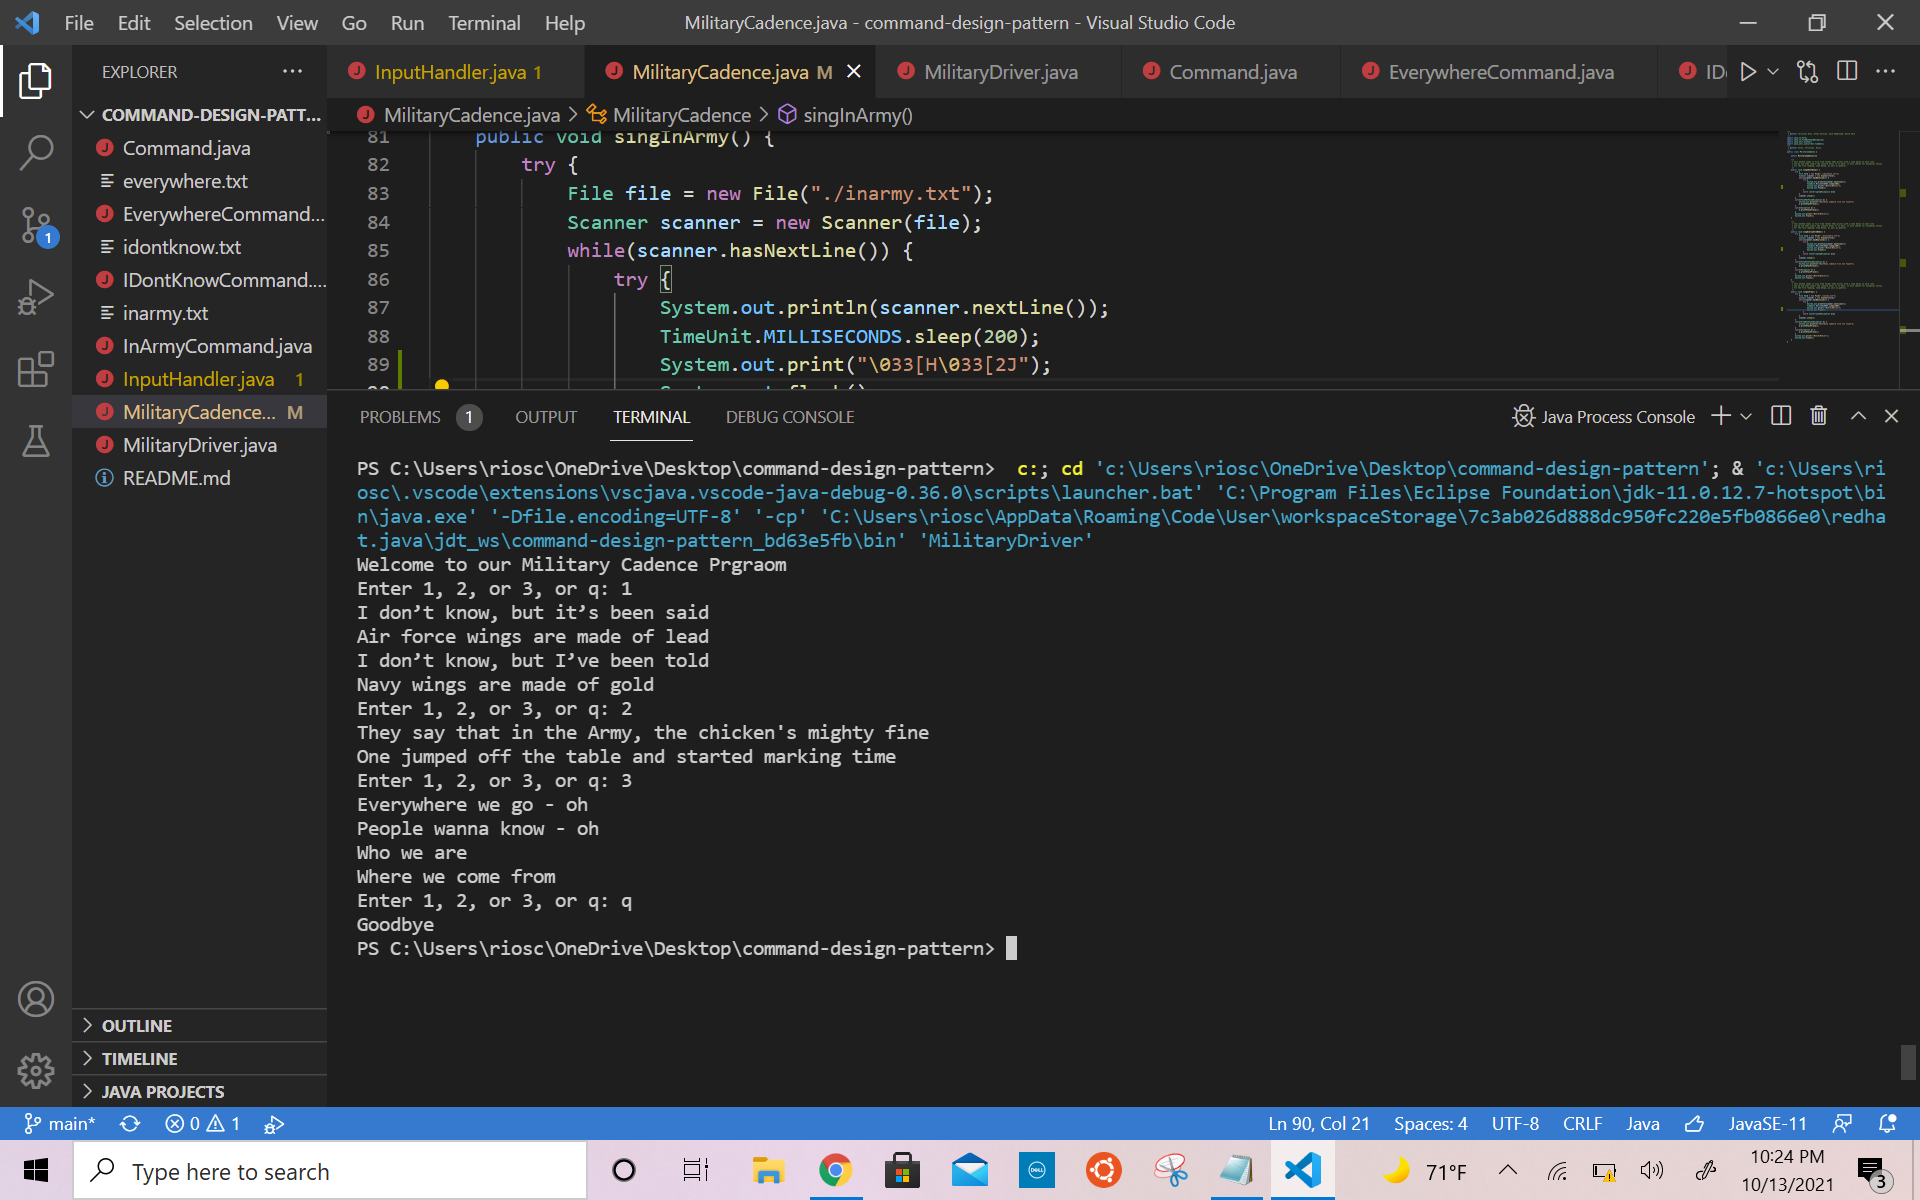 File Edit Selection View Go Run Terminal Help MilitaryCadence.java - command-design-pattern - Visual Studio Code
EXPLORER
InputHandler.java 1 MilitaryCadence.java M MilitaryDriver.java Command.java EverywhereCommand.java
COMMAND-DESIGN-PATT...
MilitaryCadence.java > MilitaryCadence > singInArmy()
Command.java
everywhere.txt
EverywhereCommand...
idontknow.txt
IDontKnowCommand....
inarmy.txt
InArmyCommand.java
InputHandler.java 1
MilitaryCadence... M
MilitaryDriver.java
README.md
OUTLINE
TIMELINE
JAVA PROJECTS
81 public void singInArmy() {
82 try {
83 File file = new File("./inarmy.txt");
84 Scanner scanner = new Scanner(file);
85 while(scanner.hasNextLine()) {
86 try {
87 System.out.println(scanner.nextLine());
88 TimeUnit.MILLISECONDS.sleep(200);
89 System.out.print("\033[H\033[2J");
PROBLEMS 1 OUTPUT TERMINAL DEBUG CONSOLE Java Process Console
PS C:\Users\riosc\OneDrive\Desktop\command-design-pattern>  c:; cd 'c:\Users\riosc\OneDrive\Desktop\command-design-pattern'; & 'c:\Users\ri
osc\.vscode\extensions\vscjava.vscode-java-debug-0.36.0\scripts\launcher.bat' 'C:\Program Files\Eclipse Foundation\jdk-11.0.12.7-hotspot\bi
n\java.exe' '-Dfile.encoding=UTF-8' '-cp' 'C:\Users\riosc\AppData\Roaming\Code\User\workspaceStorage\7c3ab026d888dc950fc220e5fb0866e0\redha
t.java\jdt_ws\command-design-pattern_bd63e5fb\bin' 'MilitaryDriver'
Welcome to our Military Cadence Prgraom
Enter 1, 2, or 3, or q: 1
I don’t know, but it’s been said
Air force wings are made of lead
I don’t know, but I’ve been told
Navy wings are made of gold
Enter 1, 2, or 3, or q: 2
They say that in the Army, the chicken's mighty fine
One jumped off the table and started marking time
Enter 1, 2, or 3, or q: 3
Everywhere we go - oh
People wanna know - oh
Who we are
Where we come from
Enter 1, 2, or 3, or q: q
Goodbye
PS C:\Users\riosc\OneDrive\Desktop\command-design-pattern>
main* 0 1 Ln 90, Col 21 Spaces: 4 UTF-8 CRLF Java JavaSE-11
Type here to search 71°F 10:24 PM
10/13/2021 3